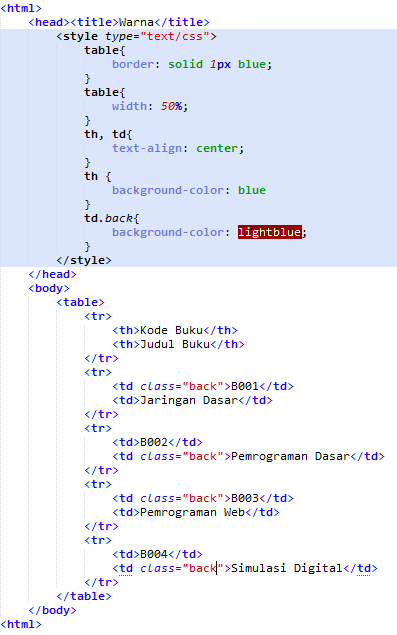 <html>
    <head><title>Warna</title>
        <style type="text/css">
            table{
                border: solid 1px blue;
            }
            table{
                width: 50%;
            }
            th, td{
                text-align: center;
            }
            th {
                background-color: blue
            }
            td.back{
                background-color: lightblue;
            }
        </style>
    </head>
    <body>
        <table>
            <tr>
                <th>Kode Buku</th>
                <th>Judul Buku</th>
            </tr>
            <tr>
                <td class="back">B001</td>
                <td>Jaringan Dasar</td>
            </tr>
            <tr>
                <td>B002</td>
                <td class="back">Pemrograman Dasar</td>
            </tr>
            <tr>
                <td class="back">B003</td>
                <td>Pemrograman Web</td>
            </tr>
            <tr>
                <td>B004</td>
                <td class="back">Simulasi Digital</td>
            </tr>
        </table>
    </body>
<html>